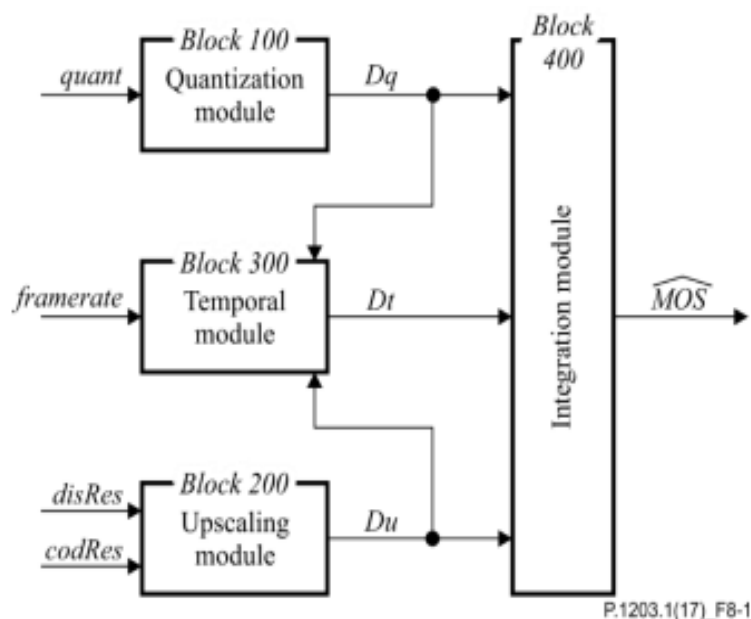 Block 100
quant
Quantization
module
Dq
Block
400
Block 300
framerate
Temporal
module
Dt
Integration module
MOS
Block 200
disRes
codRes
Upscaling
module
Du
P.1203.1(17)_F8-1